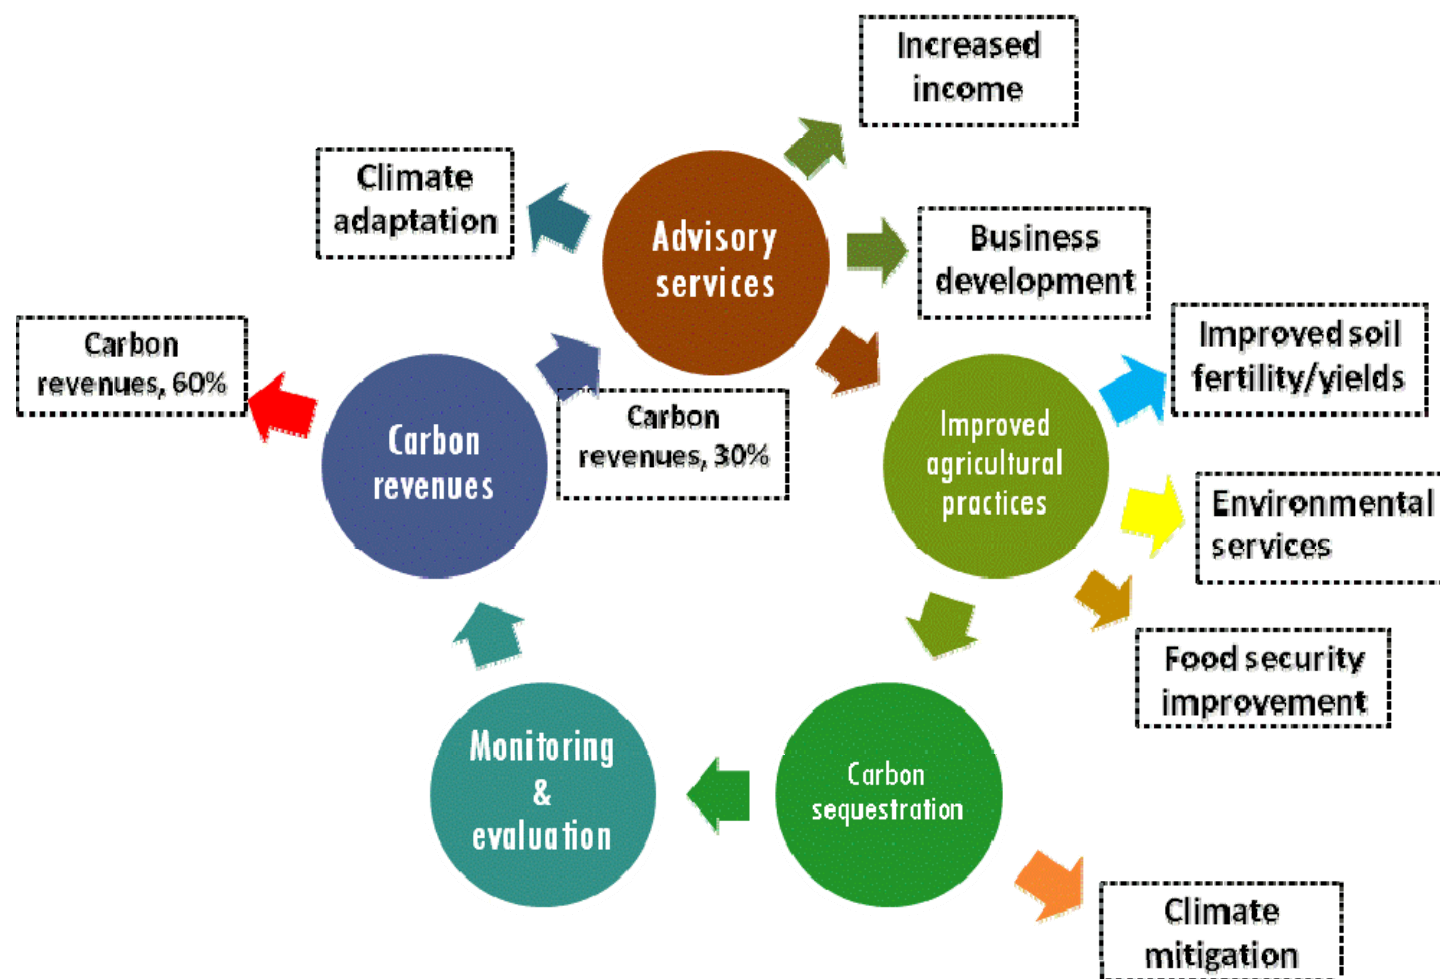 Increased
income
Climate
adaptation
Advisory
services
Business
development
Carbon
revenues, 60%
Improved soil
fertility/yields
Carbon
revenues
Carbon
revenues, 30%
Improved
agricultural
practices
Environmental
services
Food security
improvement
Monitoring
&
evaluation
Carbon
sequestration
Climate
mitigation